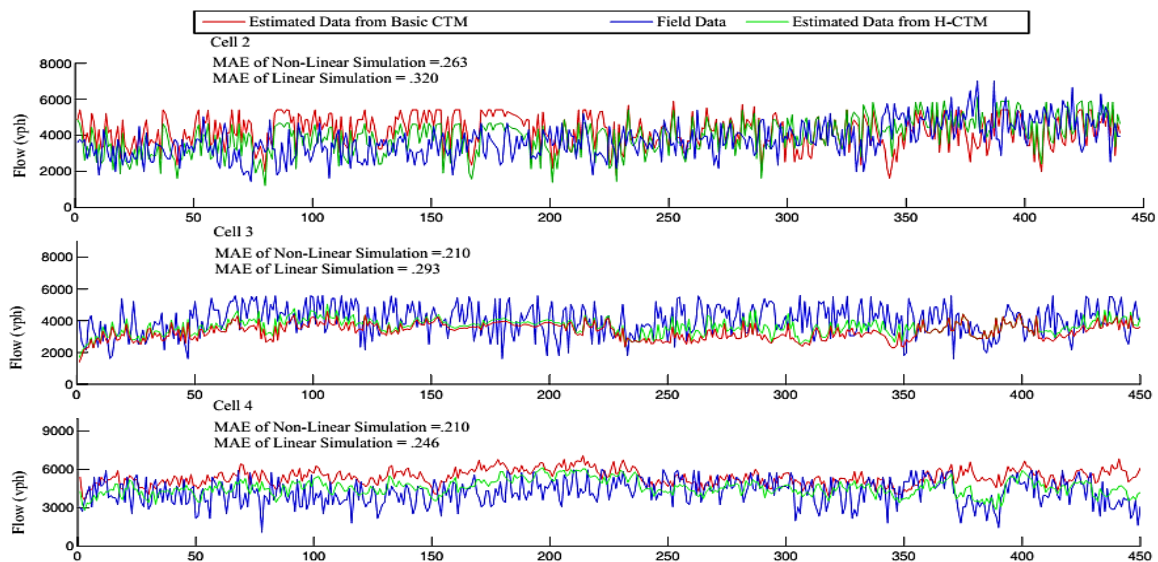 Estimated Data from Basic CTM Field Data Estimated Data from H-CTM
Cell 2
MAE of Non-Linear Simulation =.263
MAE of Linear Simulation = .320
8000
6000
4000
2000
0
Flow (vph)
0 50 100 150 200 250 300 350 400 450
Cell 3
MAE of Non-Linear Simulation =.210
MAE of Linear Simulation = .293
8000
6000
4000
2000
0
Flow (vph)
0 50 100 150 200 250 300 350 400 450
Cell 4
MAE of Non-Linear Simulation =.210
MAE of Linear Simulation = .246
9000
6000
3000
0
Flow (vph)
0 50 100 150 200 250 300 350 400 450